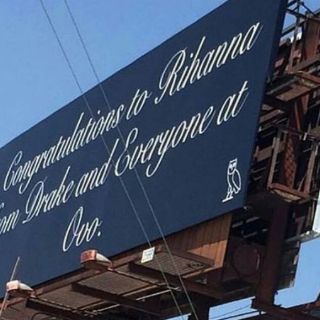 Congratulations to Rihanna
from Drake and Everyone at
Ovo.